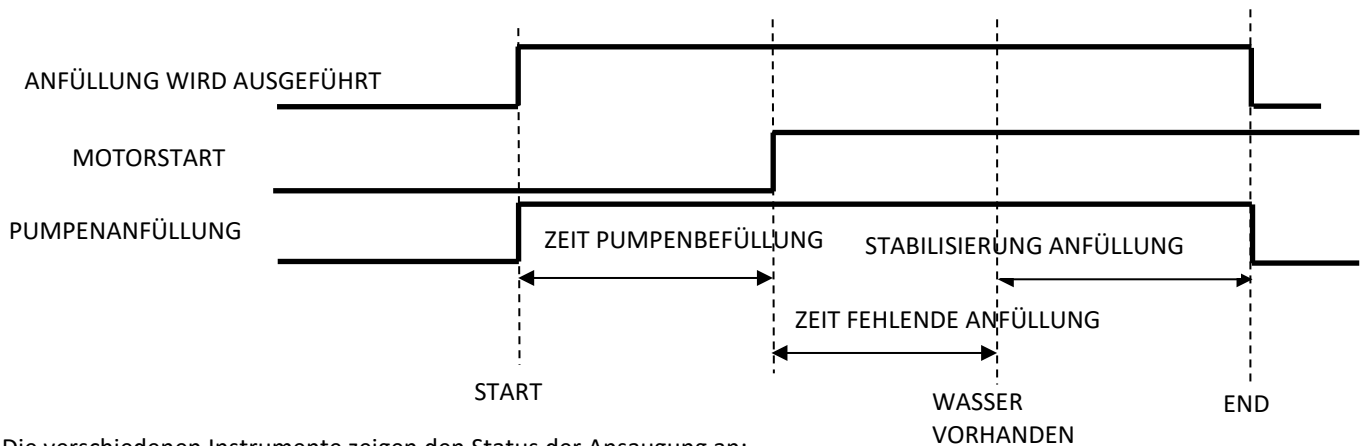 ANFÜLLUNG WIRD AUSGEFÜHRT
MOTORSTART
PUMPENANFÜLLUNG
ZEIT PUMPENBEFÜLLUNG
STABILISIERUNG ANFÜLLUNG
ZEIT FEHLENDE ANFÜLLUNG
START
WASSER
VORHANDEN
END
Die verschiedenen Instrumente zeigen den Status der Ansaugung an: